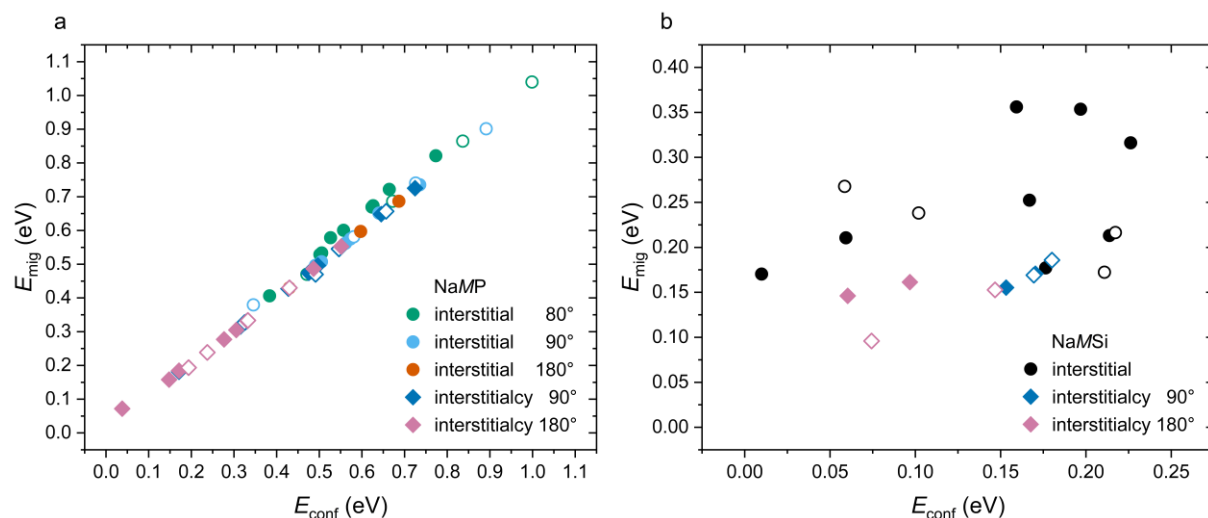 a
1.1
1.0
0.9
0.8
0.7
0.6
0.5
0.4
0.3
0.2
0.1
0.0
E_mig (eV)
NaMP
interstitial 80°
interstitial 90°
interstitial 180°
interstitialcy 90°
interstitialcy 180°
0.0 0.1 0.2 0.3 0.4 0.5 0.6 0.7 0.8 0.9 1.0 1.1
E_conf (eV)
b
0.40
0.35
0.30
0.25
0.20
0.15
0.10
0.05
0.00
E_mig (eV)
NaMSi
interstitial
interstitialcy 90°
interstitialcy 180°
0.00 0.05 0.10 0.15 0.20 0.25
E_conf (eV)